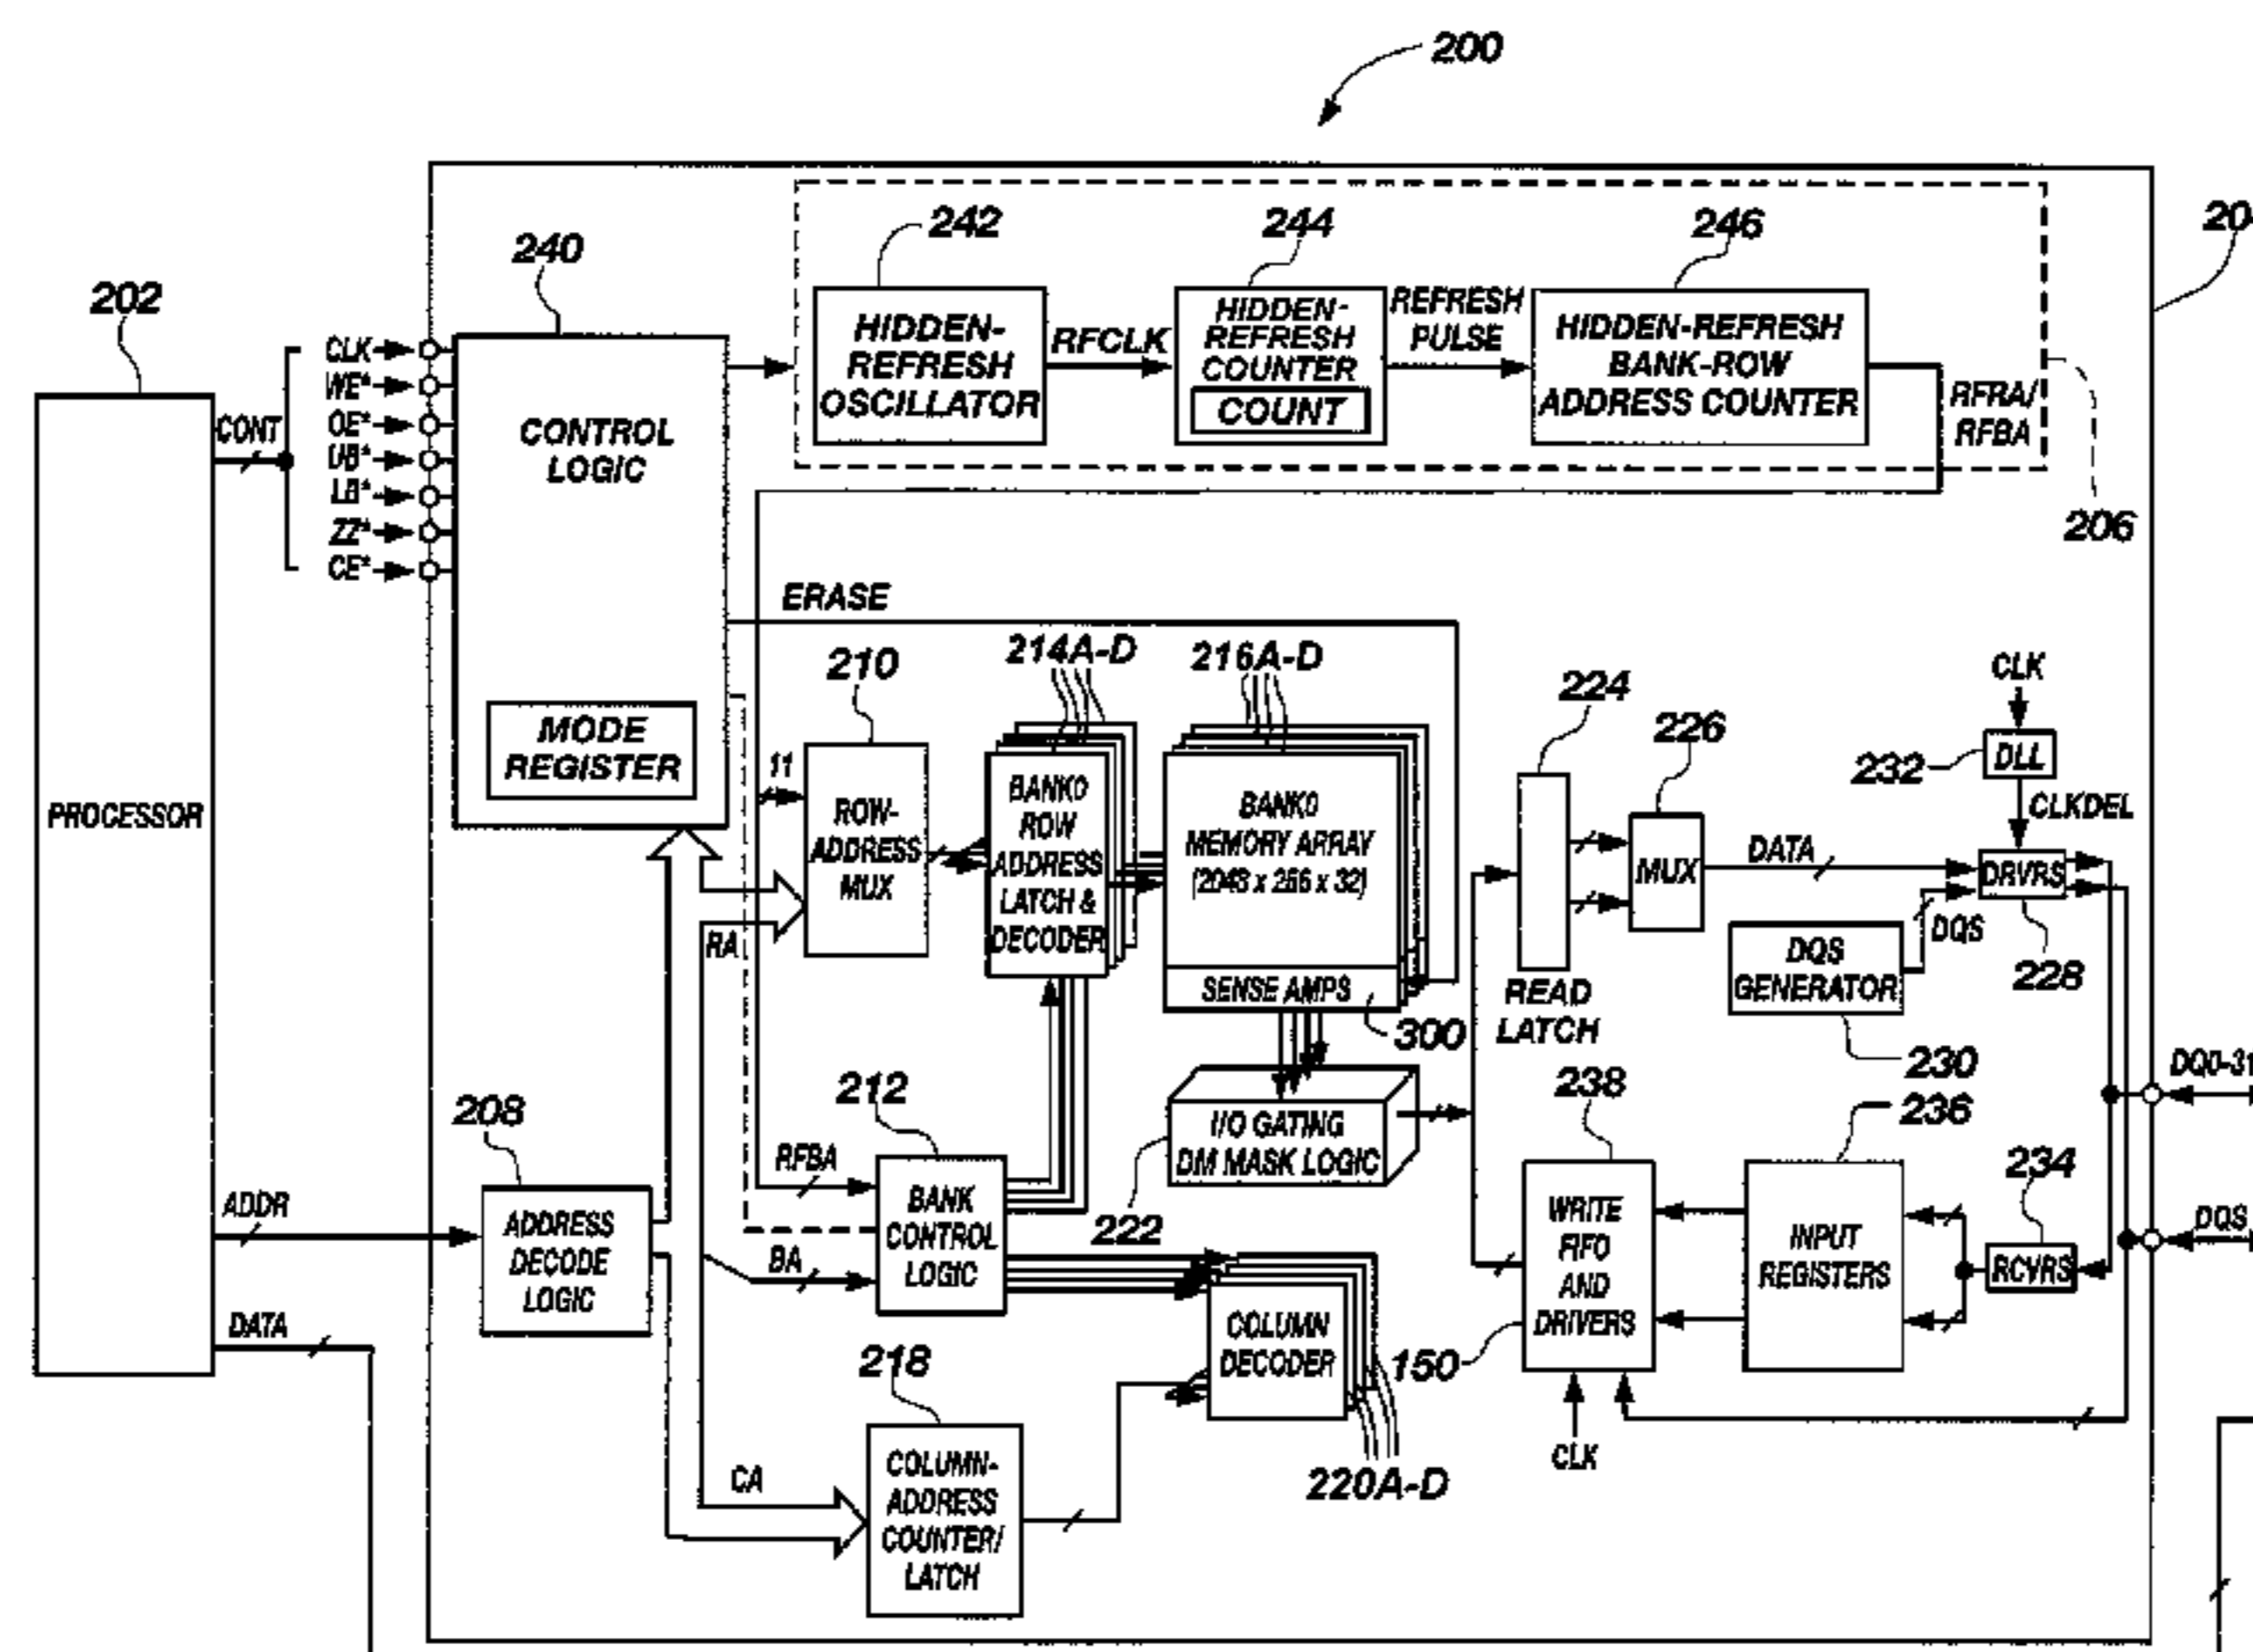 200
242
244
246
240
202
HIDDEN-
REFRESH
OSCILLATOR
RFCLK
HIDDEN-
REFRESH
COUNTER
COUNT
REFRESH
PULSE
HIDDEN-REFRESH
BANK-ROW
ADDRESS COUNTER
RFRA/
RFBA
206
CONT
CLK
WE*
OE*
UB*
LB*
ZZ*
CE*
CONTROL
LOGIC
MODE
REGISTER
PROCESSOR
ERASE
214A-D
216A-D
210
11
ROW-
ADDRESS
MUX
BANK0
ROW
ADDRESS
LATCH &
DECODER
BANK0
MEMORY ARRAY
(2048 x 256 x 32)
SENSE AMPS
300
224
READ
LATCH
226
MUX
DATA
CLK
232
DLL
CLKDEL
DRVRS
228
DQS
DQS
GENERATOR
230
RA
212
RFBA
BANK
CONTROL
LOGIC
BA
I/O GATING
DM MASK LOGIC
222
238
WRITE
FIFO
AND
DRIVERS
150
CLK
236
INPUT
REGISTERS
234
RCVRS
DQ0-31
DQS
208
ADDRESS
DECODE
LOGIC
ADDR
DATA
218
CA
COLUMN-
ADDRESS
COUNTER/
LATCH
COLUMN
DECODER
220A-D